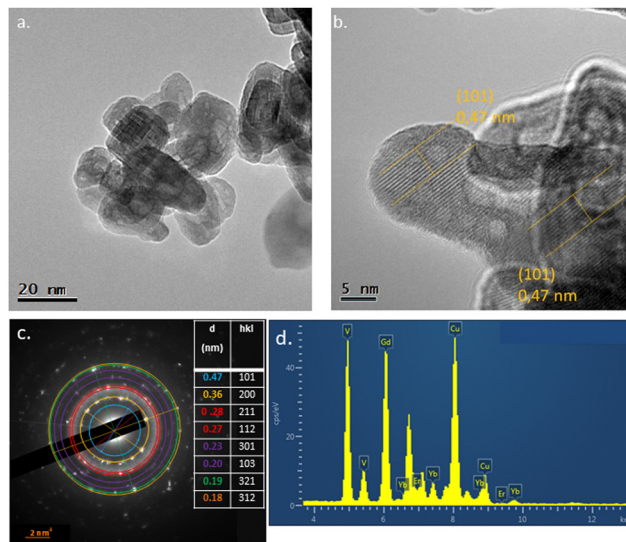 a.
20 nm
b.
(101)
0,47 nm
(101)
0,47 nm
5 nm
c.
d hkl
(nm)
0.47 101
0.36 200
0 .28 211
0.27 112
0.23 301
0.20 103
0.19 321
0.18 312
2 nm⁻¹
d.
cps/eV
40
20
0
V
V
Gd
Yb
Er
Yb
Cu
Yb
Cu
Er
Yb
4
6
8
10
12